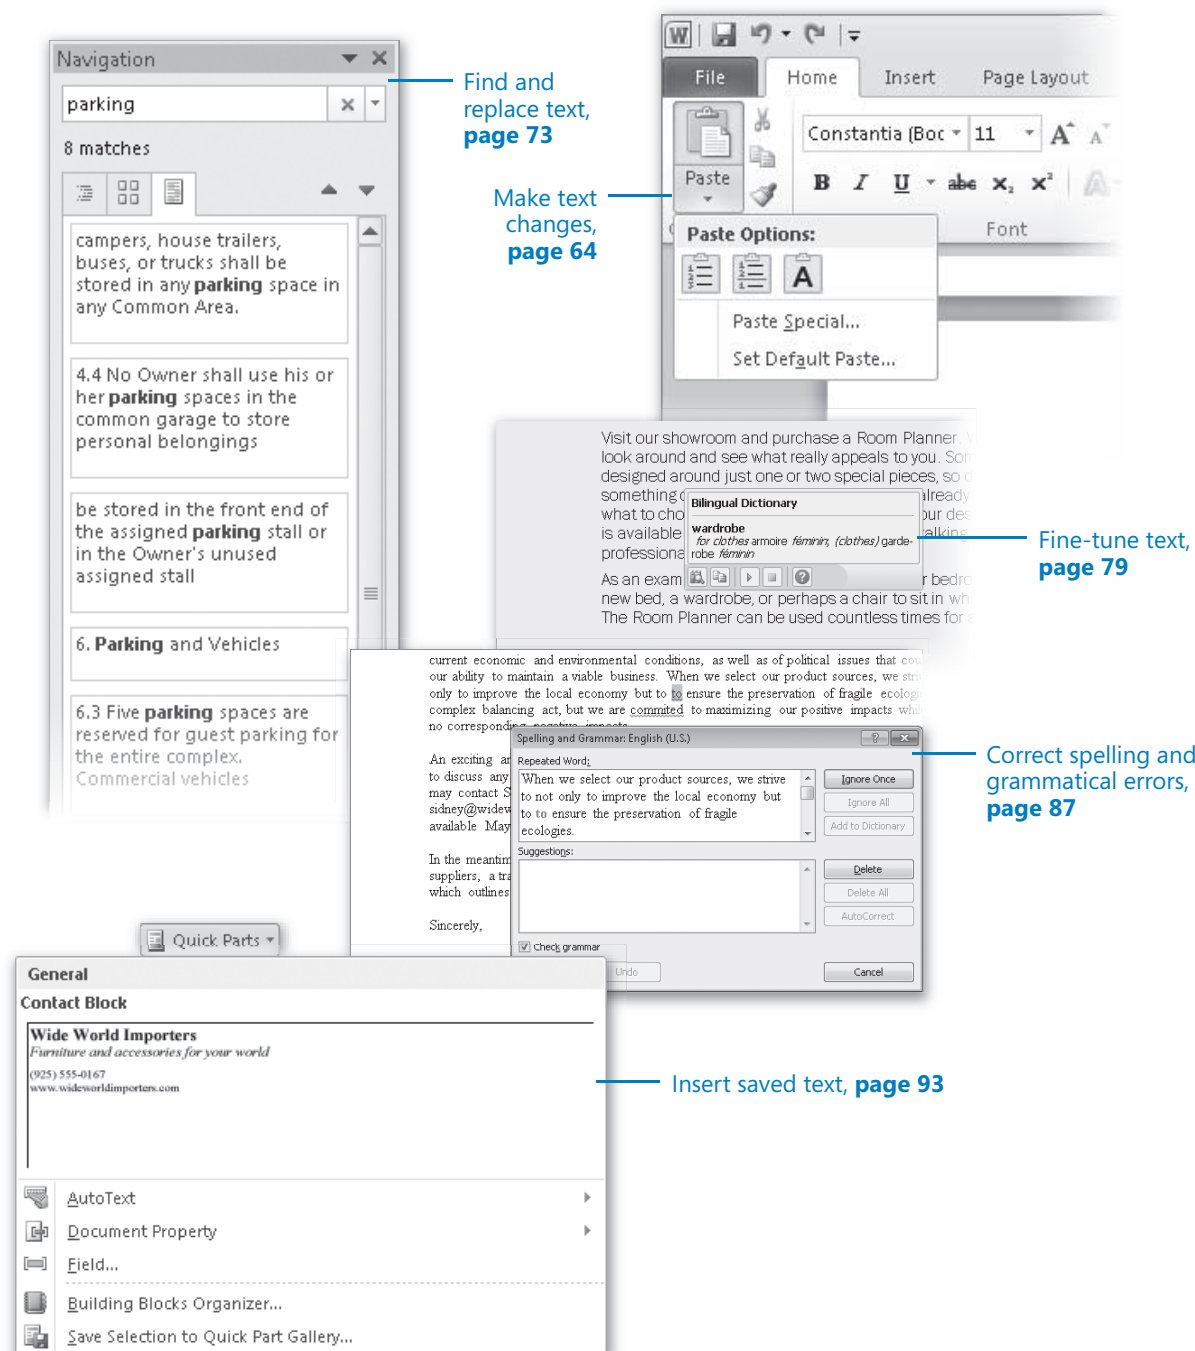 Navigation
parking
8 matches
campers, house trailers,
buses, or trucks shall be
stored in any parking space in
any Common Area.
4.4 No Owner shall use his or
her parking spaces in the
common garage to store
personal belongings
be stored in the front end of
the assigned parking stall or
in the Owner's unused
assigned stall
6. Parking and Vehicles
6.3 Five parking spaces are
reserved for guest parking for
the entire complex.
Commercial vehicles
Find and
replace text,
page 73
W
File Home Insert Page Layout
Constantia (Boc 11 A A
Paste
B I U abc x₂ x² A
Font
Make text
changes,
page 64
Paste Options:
A
Paste Special...
Set Default Paste...
Visit our showroom and purchase a Room Planner.
look around and see what really appeals to you.
designed around just one or two special pieces, so
something already
what to
is available
As an
new bed, a wardrobe, or perhaps a chair to sit in
The Room Planner can be used countless times for
Bilingual Dictionary
wardrobe
for clothes armoire féminin; (clothes) garde-
robe féminin
Fine-tune text,
page 79
current economic and environmental conditions, as well as of political issues that
our ability to maintain a viable business. When we select our product sources, we
only to improve the local economy but to to ensure the preservation of fragile
complex balancing act, but we are commited to maximizing our positive impacts
no corresponding negative impacts
An exciting
to discuss any
may contact
available May
In the
suppliers, a
which outlines
Sincerely,
Spelling and Grammar: English (U.S.)
Repeated Word:
When we select our product sources, we strive
to not only to improve the local economy but
to to ensure the preservation of fragile
ecologies.
Ignore Once
Ignore All
Add to Dictionary
Suggestions:
Delete
Delete All
AutoCorrect
Check grammar
Undo
Cancel
Correct spelling and
grammatical errors,
page 87
Quick Parts
General
Contact Block
Wide World Importers
Furniture and accessories for your world
(925) 555-0167
www.wideworldimporters.com
Insert saved text, page 93
AutoText
Document Property
Field...
Building Blocks Organizer...
Save Selection to Quick Part Gallery...